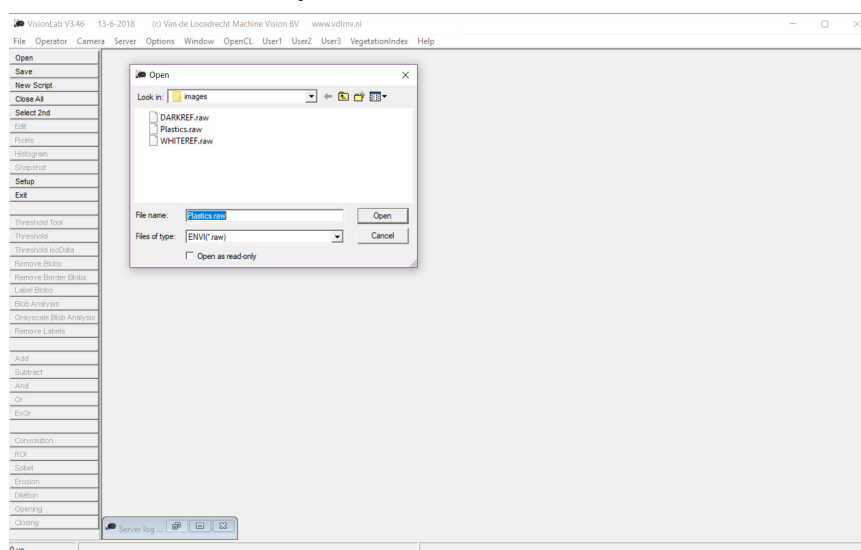 VisionLab V3.46 13-6-2018 (c) Van de Loosdrecht Machine Vision BV www.vdlmv.nl
File Operator Camera Server Options Window OpenCL User1 User2 User3 VegetationIndex Help
Open
Save
New Script
Close All
Select 2nd
Edit
Pixels
Histogram
Snapshot
Setup
Exit
Threshold Tool
Threshold
Threshold IsoData
Remove Blobs
Remove Border Blobs
Label Blobs
Blob Analysis
Grayscale Blob Analysis
Remove Labels
Add
Subtract
And
Or
ExOr
Convolution
ROI
Sobel
Erosion
Dilation
Opening
Closing
Open
Look in: images
DARKREF.raw
Plastics.raw
WHITEREF.raw
File name: Plastics.raw Open
Files of type: ENVI(*.raw) Cancel
Open as read-only
Server log ...